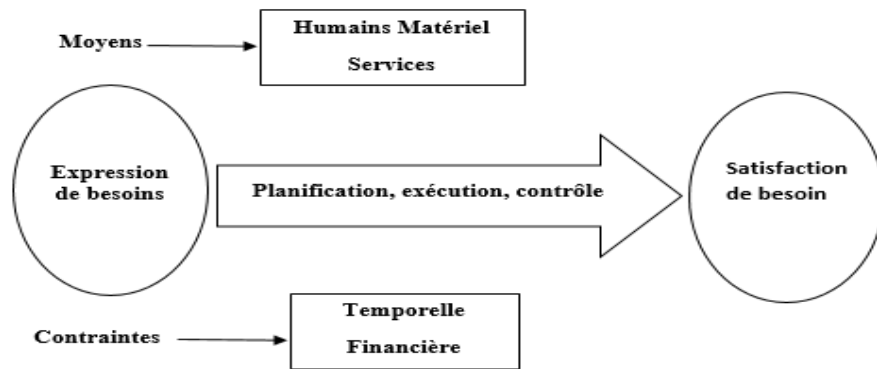 Moyens
Humains Matériel
Services
Expression
de besoins
Planification, exécution, contrôle
Satisfaction
de besoin
Contraintes
Temporelle
Financière